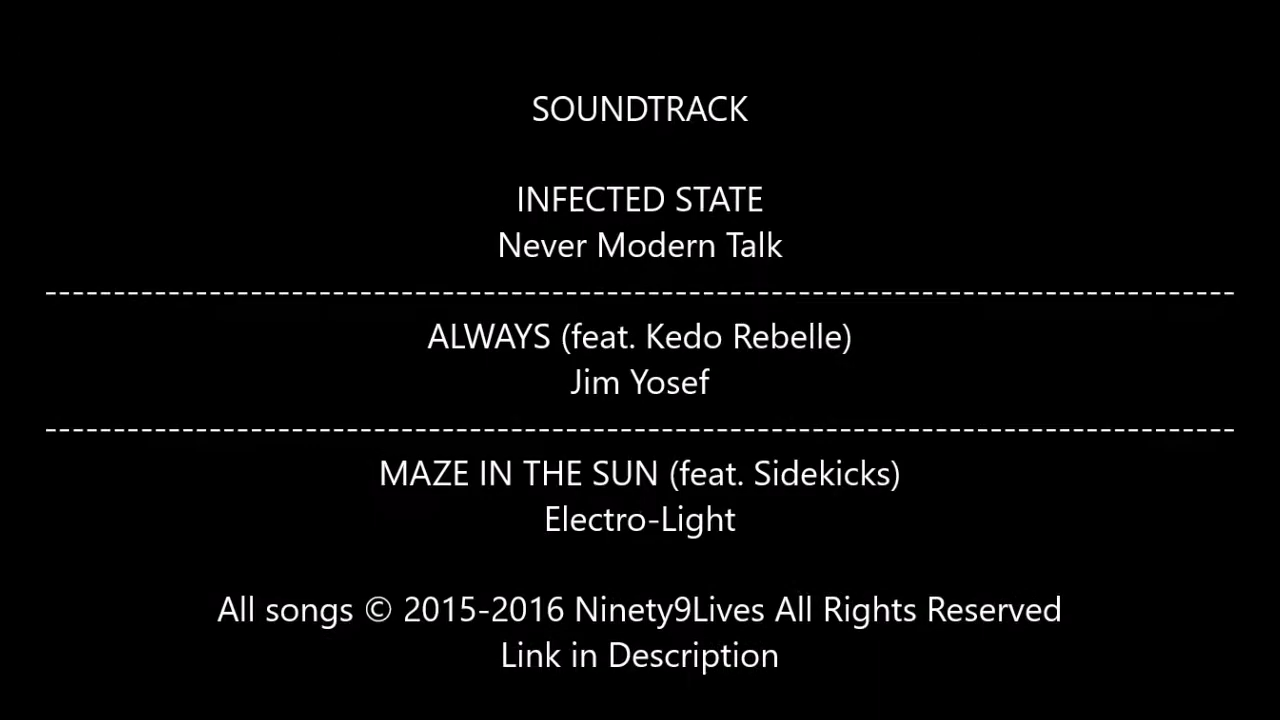 SOUNDTRACK
INFECTED STATE
Never Modern Talk
---------------------------------------------------------------------------------------
ALWAYS (feat. Kedo Rebelle)
Jim Yosef
---------------------------------------------------------------------------------------
MAZE IN THE SUN (feat. Sidekicks)
Electro-Light
All songs © 2015-2016 Ninety9Lives All Rights Reserved
Link in Description